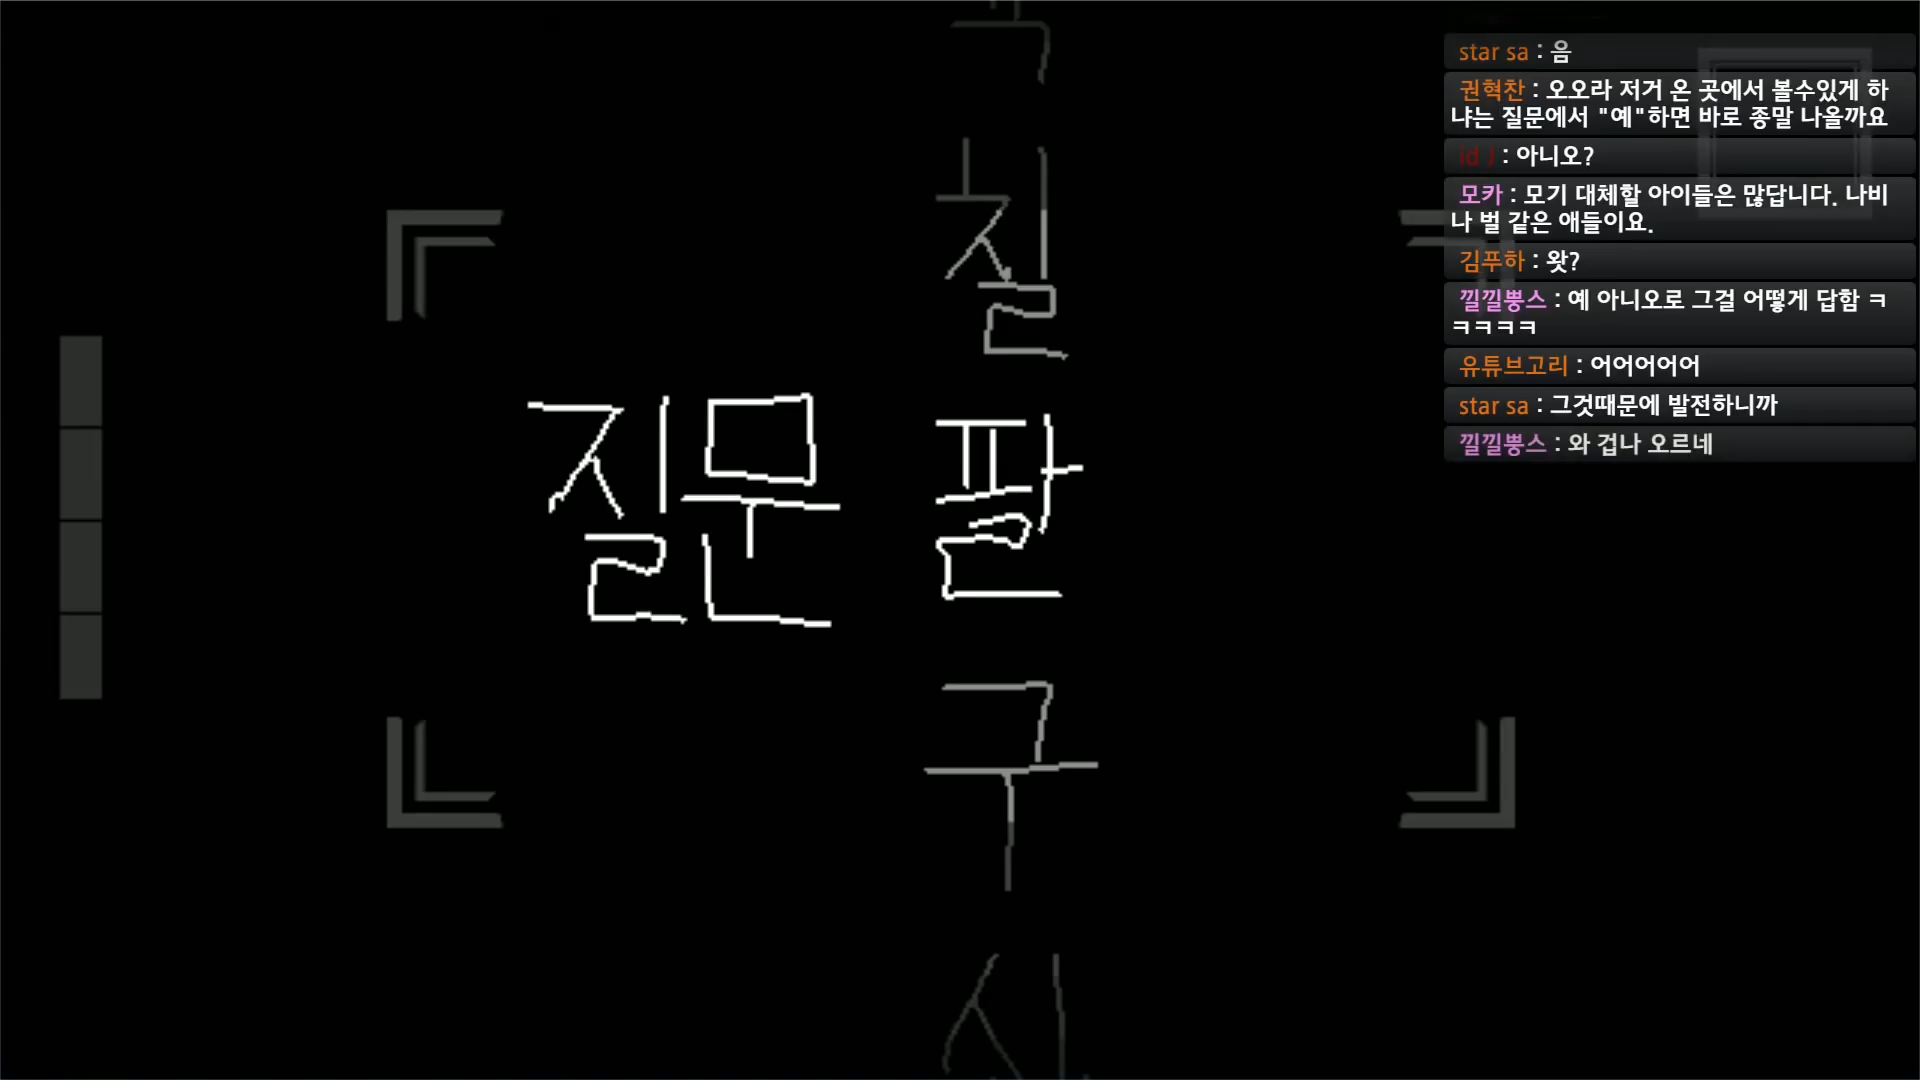 칠
질문 팔
구
star sa : 음
권혁찬 : 오오라 저거 온 곳에서 볼수있게 하
냐는 질문에서 "예"하면 바로 종말 나올까요
id J : 아니오?
모카 : 모기 대체할 아이들은 많답니다. 나비
나 벌 같은 애들이요.
김푸하 : 왓?
낄낄뿡스 : 예 아니오로 그걸 어떻게 답함 ㅋ
ㅋㅋㅋㅋ
유튜브고리 : 어어어어어
star sa : 그것때문에 발전하니까
낄낄뿡스 : 와 겁나 오르네